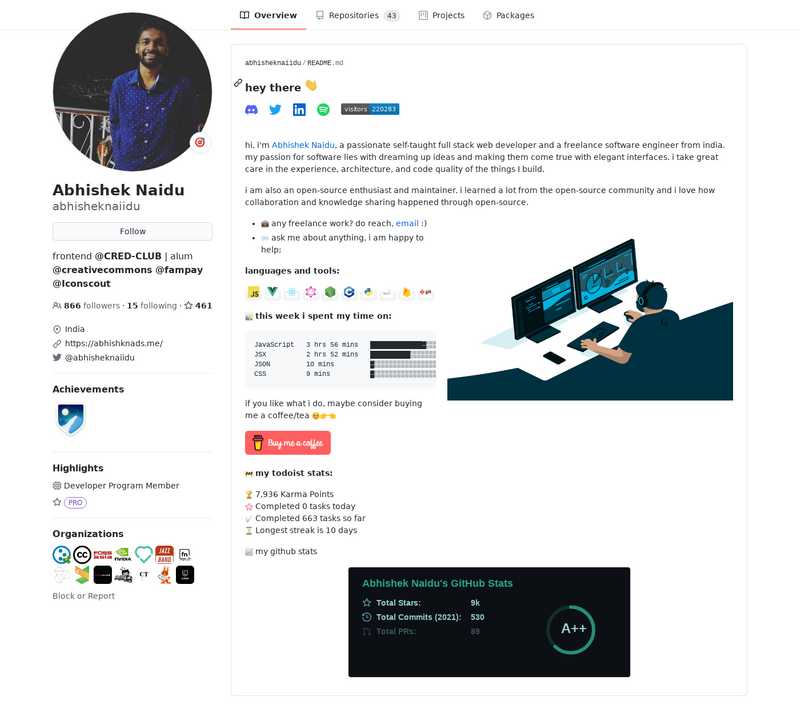 Overview
Repositories 43
Projects
Packages
Abhishek Naidu
abhisheknaiidu
Follow
frontend @CRED-CLUB | alum
@creativecommons @fampay
@Iconscout
866 followers · 15 following · 461
India
https://abhishknads.me/
@abhisheknaiidu
Achievements
Highlights
Developer Program Member
PRO
Organizations
CC
FOSS ASIA
NVIDIA
JAZZ BAND
fn
CT
Block or Report
abhisheknaiidu/README.md
hey there 👋
visitors 220283
hi, i'm Abhishek Naidu, a passionate self-taught full stack web developer and a freelance software engineer from india.
my passion for software lies with dreaming up ideas and making them come true with elegant interfaces. i take great
care in the experience, architecture, and code quality of the things I build.
i am also an open-source enthusiast and maintainer. i learned a lot from the open-source community and i love how
collaboration and knowledge sharing happened through open-source.
• 💼 any freelance work? do reach, email :)
• 💬 ask me about anything, i am happy to
help;
languages and tools:
JS
📊 this week i spent my time on:
JavaScript 3 hrs 56 mins
JSX 2 hrs 52 mins
JSON 10 mins
CSS 9 mins
if you like what i do, maybe consider buying
me a coffee/tea 🥺👉👈
Buy me a coffee
🚧 my todoist stats:
🏆 7,936 Karma Points
🌸 Completed 0 tasks today
✅ Completed 663 tasks so far
⏳ Longest streak is 10 days
📊 my github stats
Abhishek Naidu's GitHub Stats
Total Stars: 9k
Total Commits (2021): 530
Total PRs: 89
A++